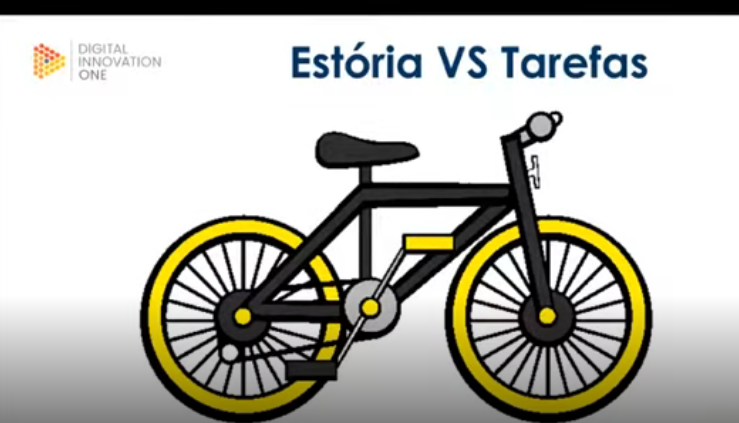 DIGITAL
INNOVATION
ONE
Estória VS Tarefas